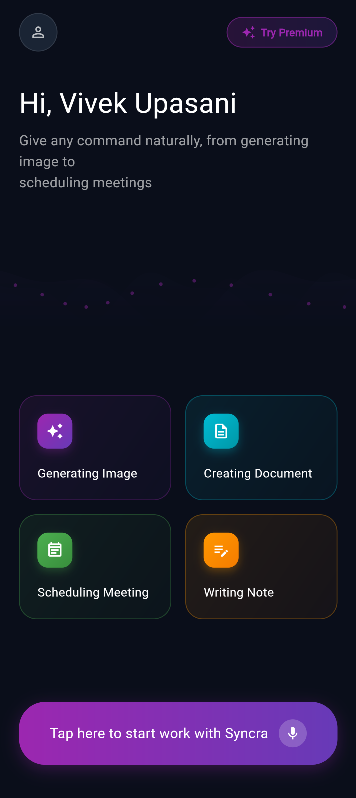 Try Premium
Hi, Vivek Upasani
Give any command naturally, from generating
image to
scheduling meetings
Generating Image
Creating Document
Scheduling Meeting
Writing Note
Tap here to start work with Syncra